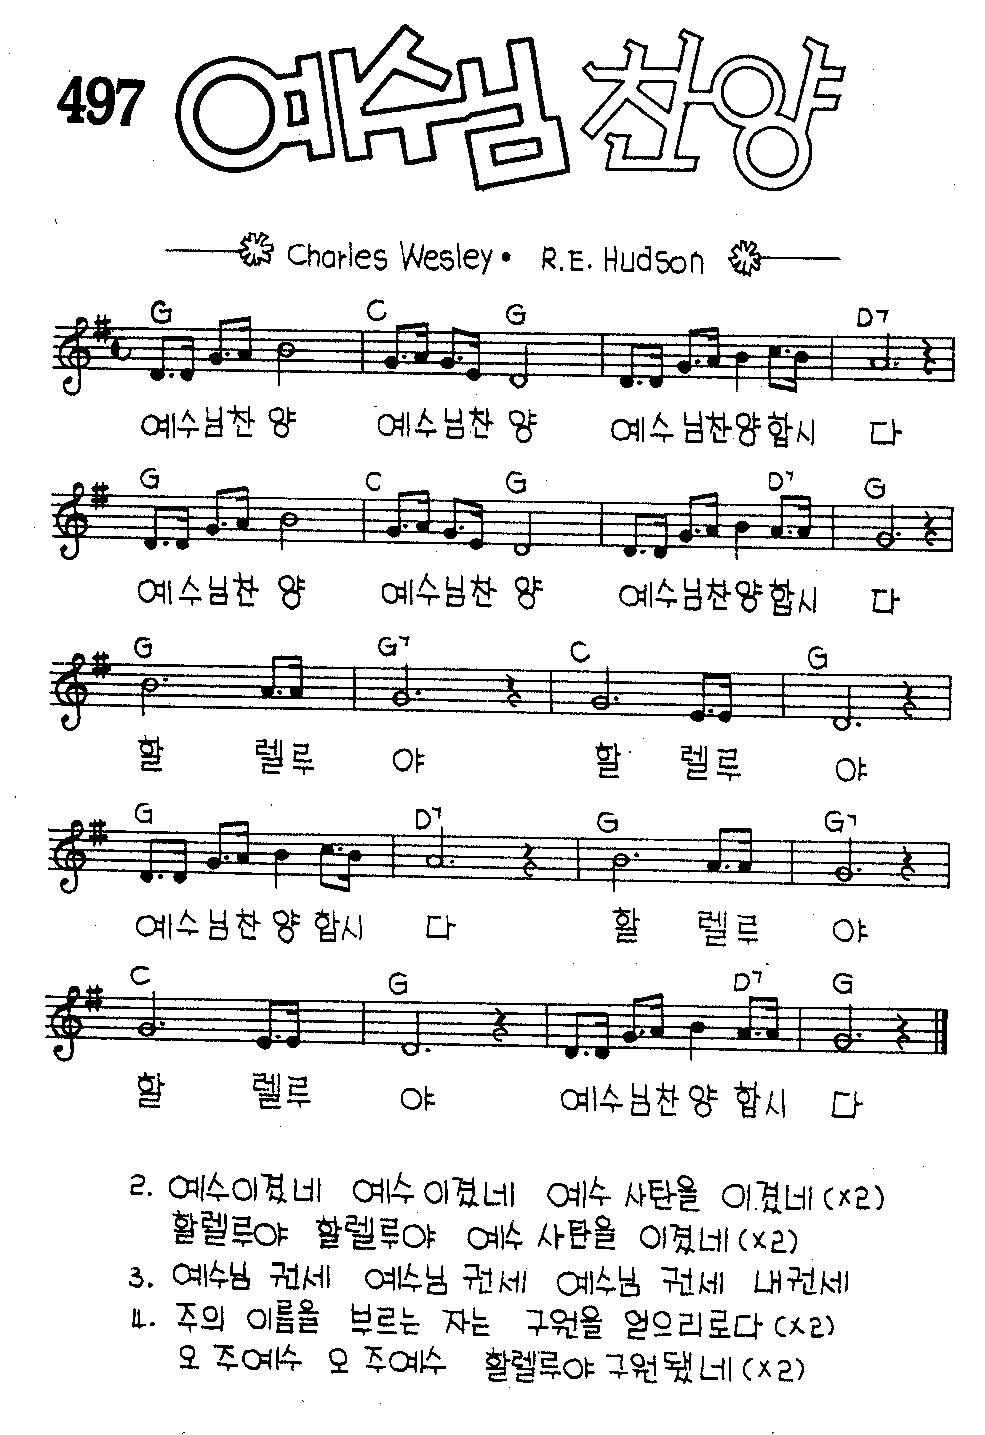 497 예수님 찬양
Charles Wesley · R.E. Hudson
G C G D7
예수님찬 양 예수님찬 양 예수님찬양합시 다
G C G D7 G
예수님찬 양 예수님찬 양 예수님찬양합시 다
G G7 C G
할 렐루 야 할 렐루 야
G D7 G G7
예수님찬 양 합시 다 할 렐루 야
C G D7 G
할 렐루 야 예수님찬양 합시 다
2. 예수이겼네 예수이겼네 예수 사탄을 이겼네(x2)
할렐루야 할렐루야 예수 사탄을 이겼네(x2)
3. 예수님 권세 예수님 권세 예수님 권세 내권세
4. 주의 이름을 부르는 자는 구원을 얻으리로다(x2)
오 주예수 오 주예수 할렐루야 구원됐네(x2)